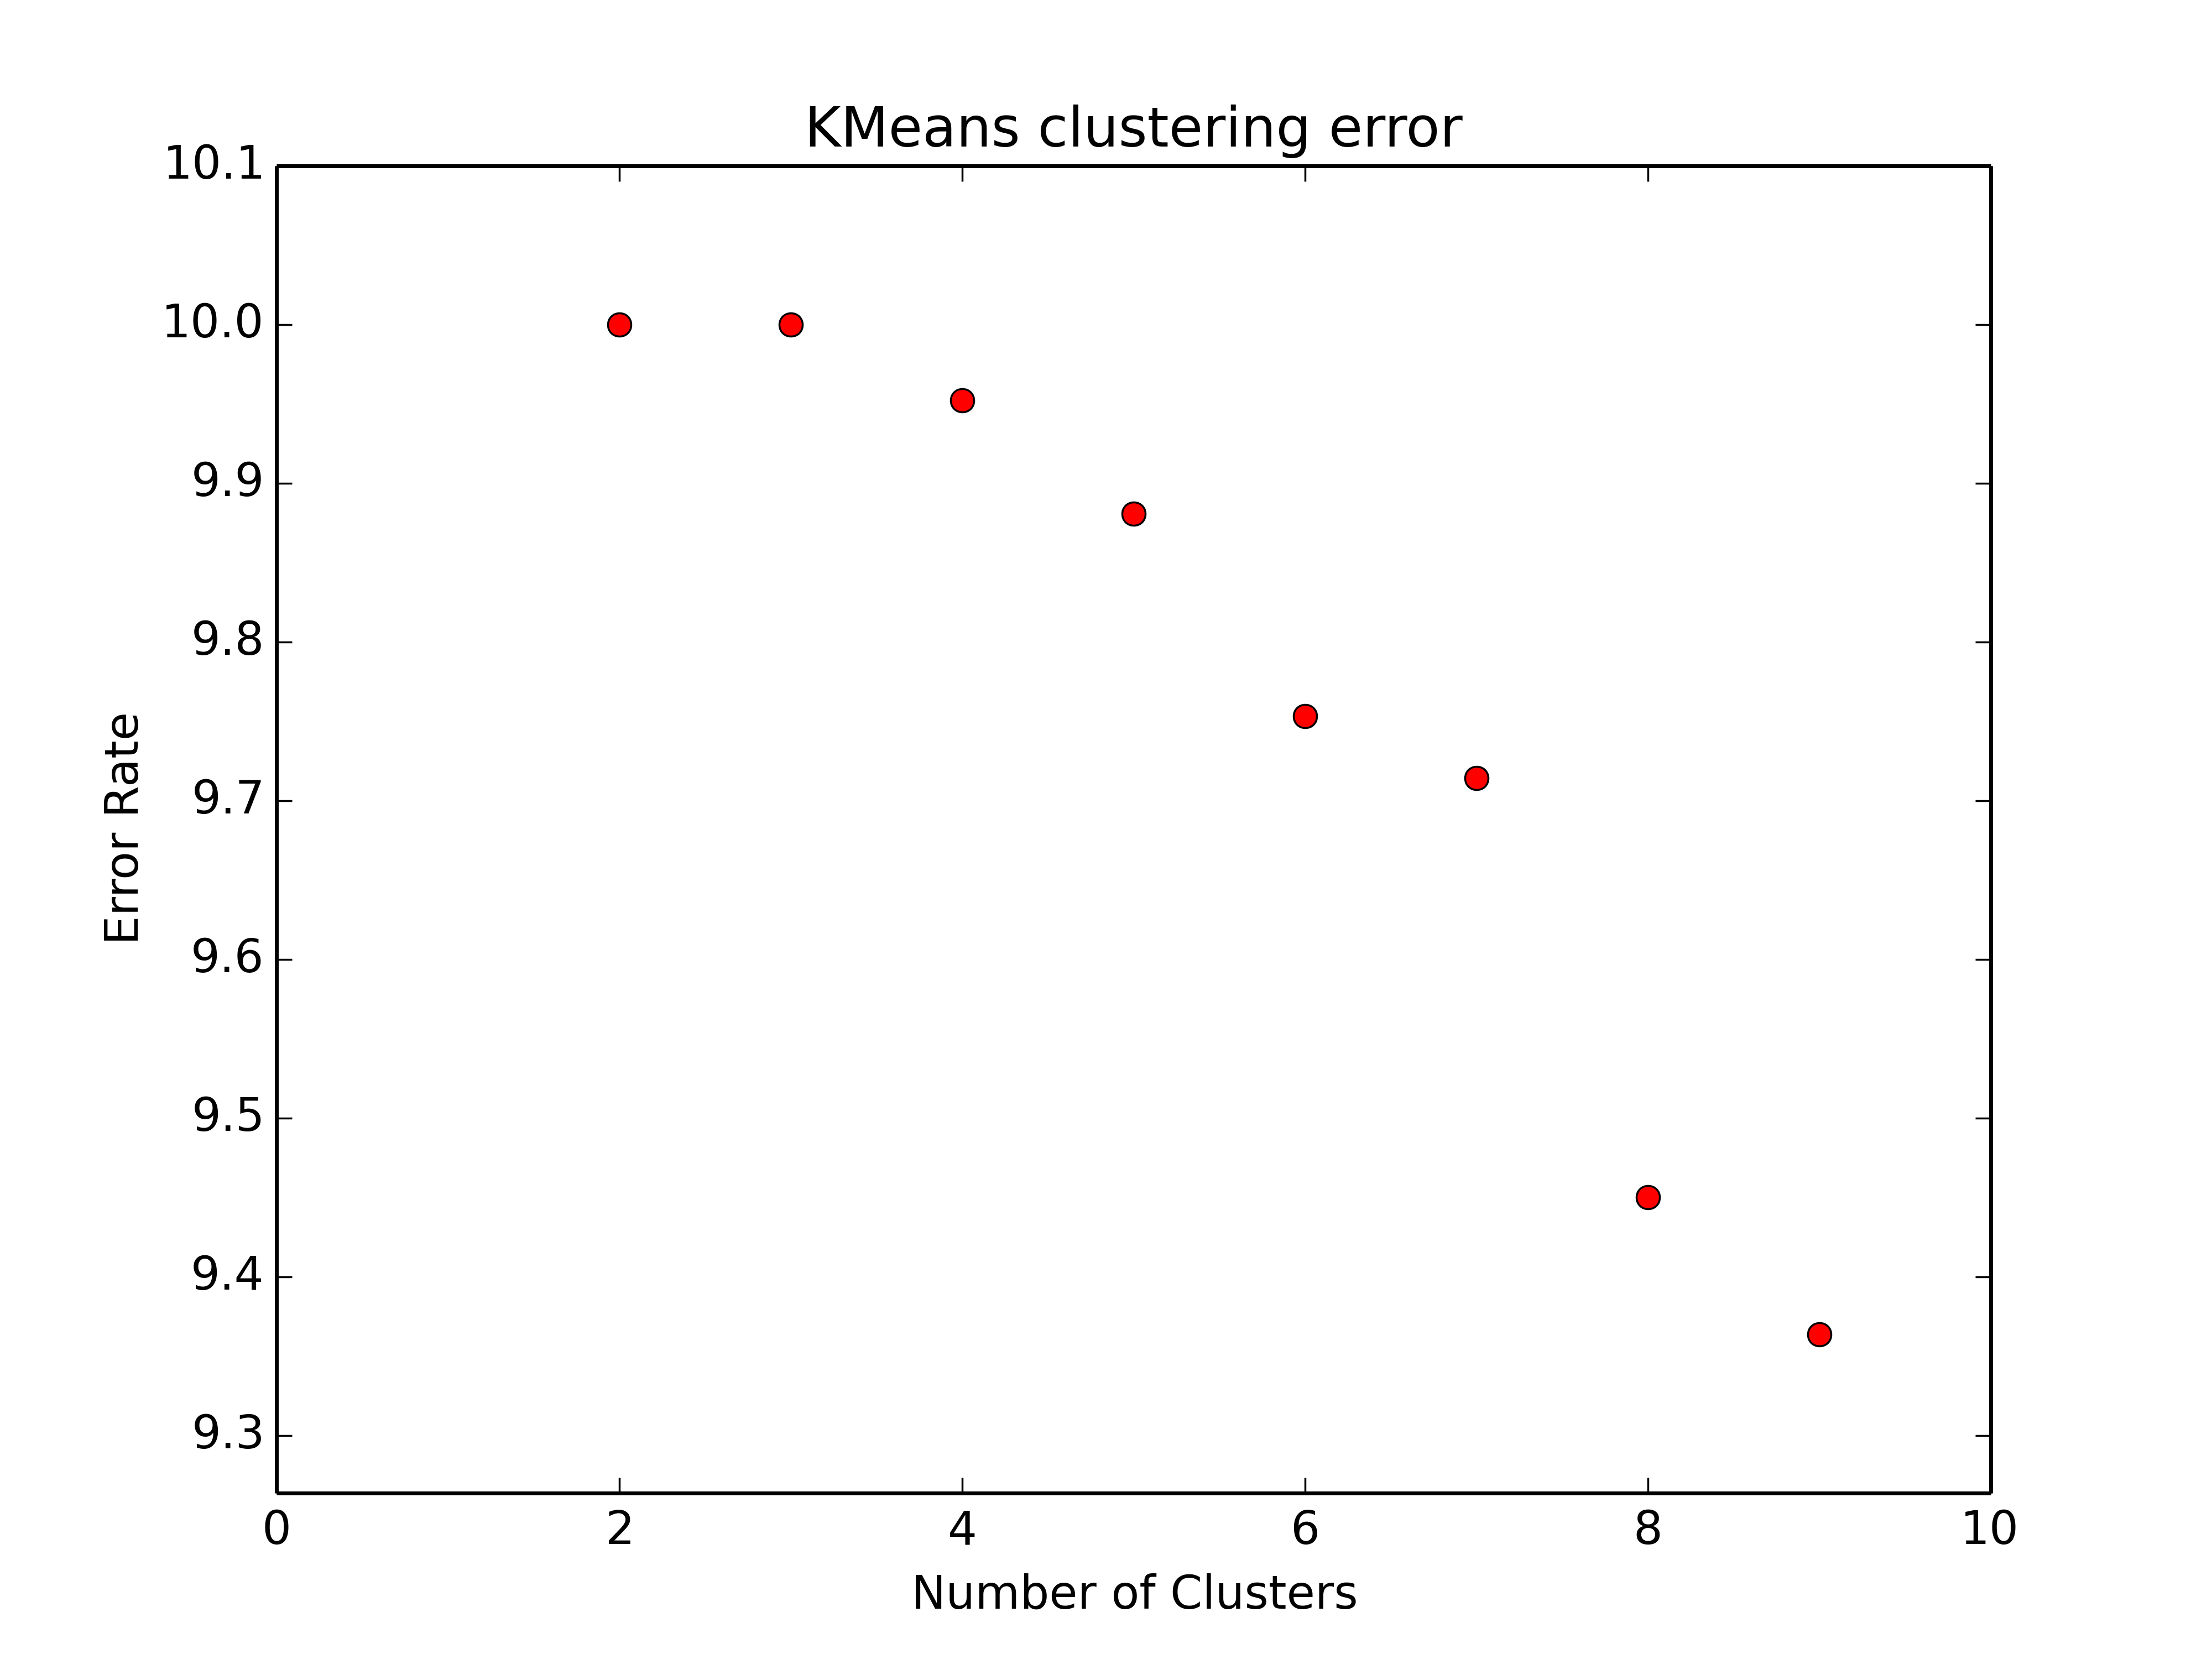 KMeans clustering error
10.1
10.0
9.9
9.8
9.7
9.6
9.5
9.4
9.3
Error Rate
0 2 4 6 8 10
Number of Clusters